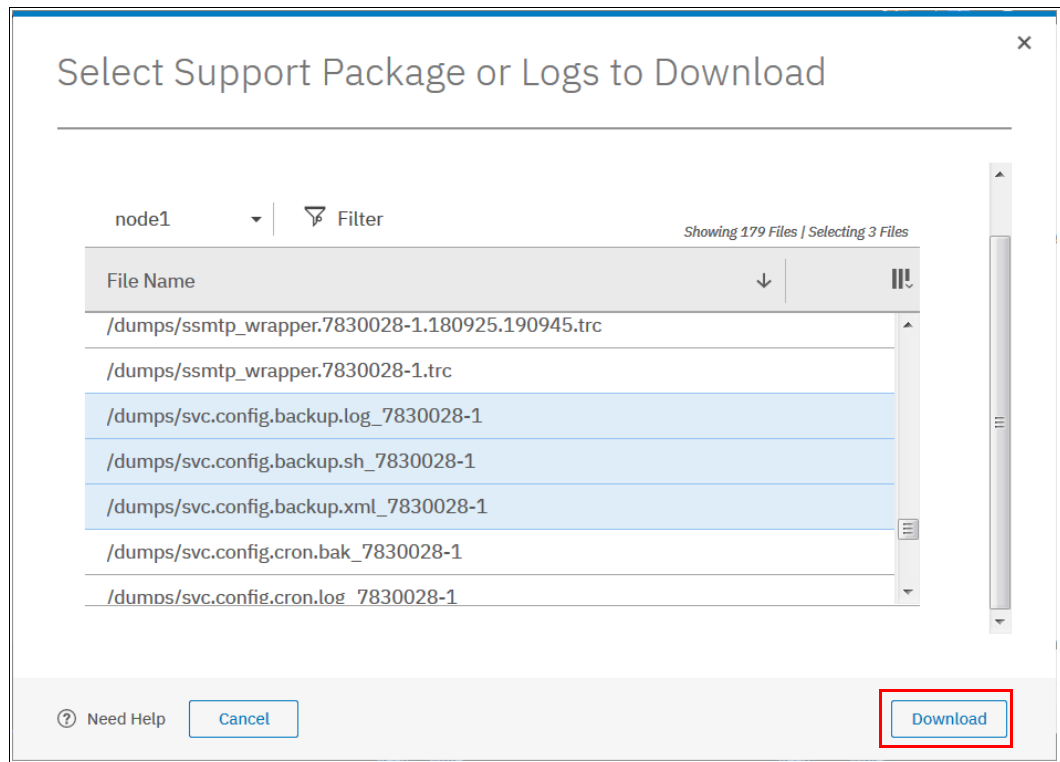 Select Support Package or Logs to Download
node1
Filter
Showing 179 Files | Selecting 3 Files
File Name
/dumps/ssmtp_wrapper.7830028-1.180925.190945.trc
/dumps/ssmtp_wrapper.7830028-1.trc
/dumps/svc.config.backup.log_7830028-1
/dumps/svc.config.backup.sh_7830028-1
/dumps/svc.config.backup.xml_7830028-1
/dumps/svc.config.cron.bak_7830028-1
/dumps/svc.config.cron.log_7830028-1
Need Help
Cancel
Download